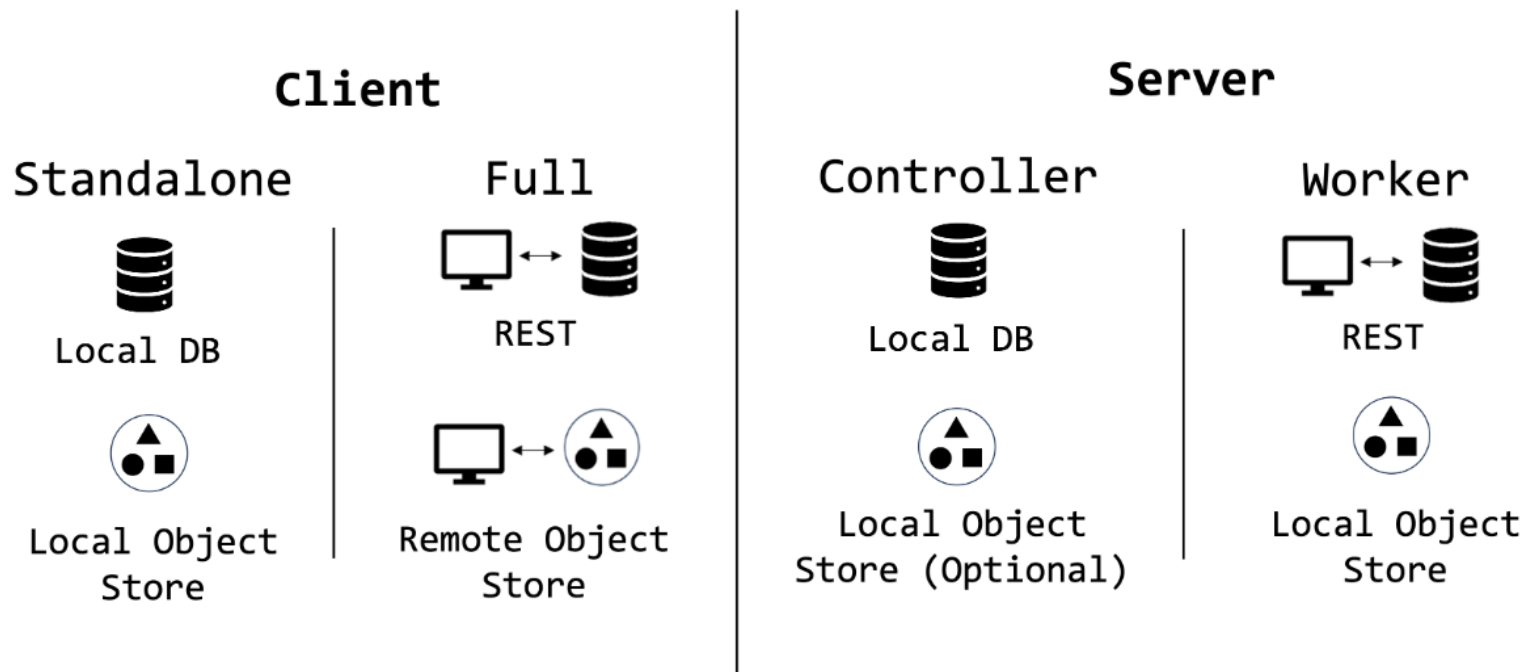 Client
Standalone
Local DB
Local Object
Store
Full
REST
Remote Object
Store
Server
Controller
Local DB
Local Object
Store (Optional)
Worker
REST
Local Object
Store